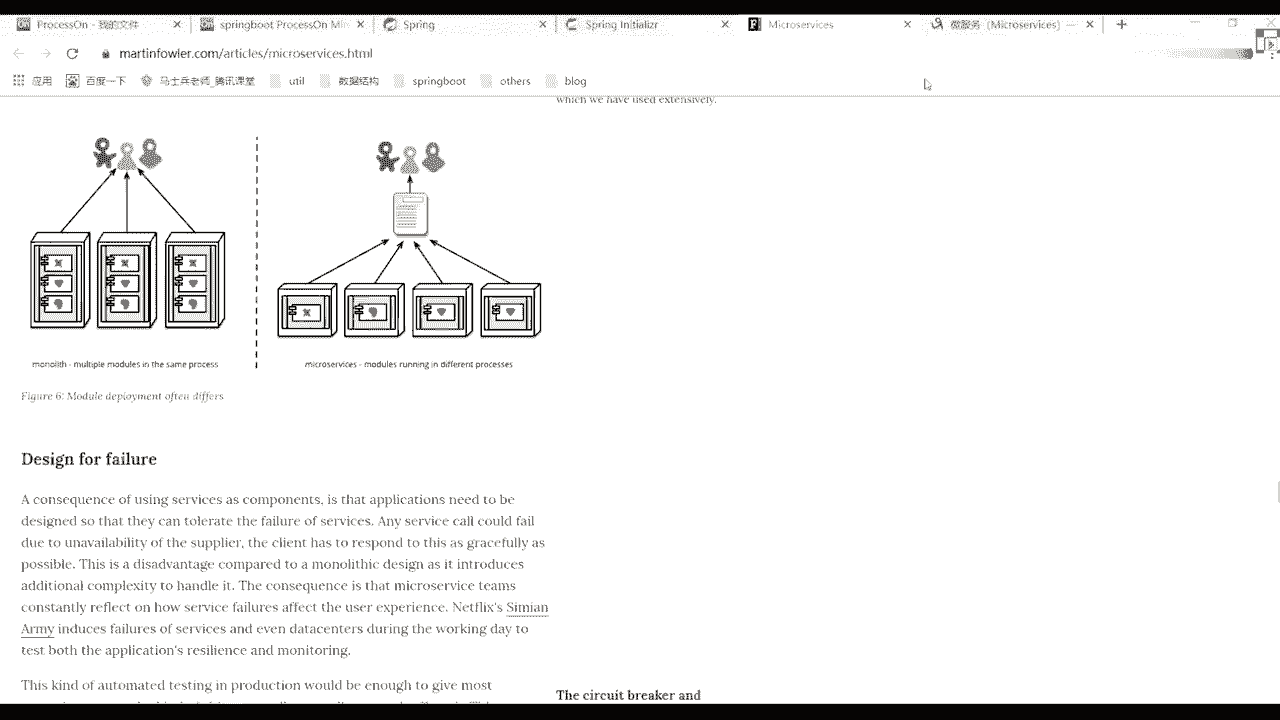 ProcessOn - 我的文件
springboot ProcessOn
Spring
Spring Initializr
Microservices
微服务 (Microservices)
martinfowler.com/articles/microservices.html
应用
百度一下
马士兵老师_腾讯课堂
util
数据结构
springboot
others
blog
which we have used extensively.
monolith - multiple modules in the same process
microservices - modules running in different processes
Figure 6: Module deployment often differs
Design for failure
A consequence of using services as components, is that applications need to be
designed so that they can tolerate the failure of services. Any service call could fail
due to unavailability of the supplier, the client has to respond to this as gracefully as
possible. This is a disadvantage compared to a monolithic design as it introduces
additional complexity to handle it. The consequence is that microservice teams
constantly reflect on how service failures affect the user experience. Netflix's Simian
Army induces failures of services and even datacenters during the working day to
test both the application's resilience and monitoring.
This kind of automated testing in production would be enough to give most
The circuit breaker and